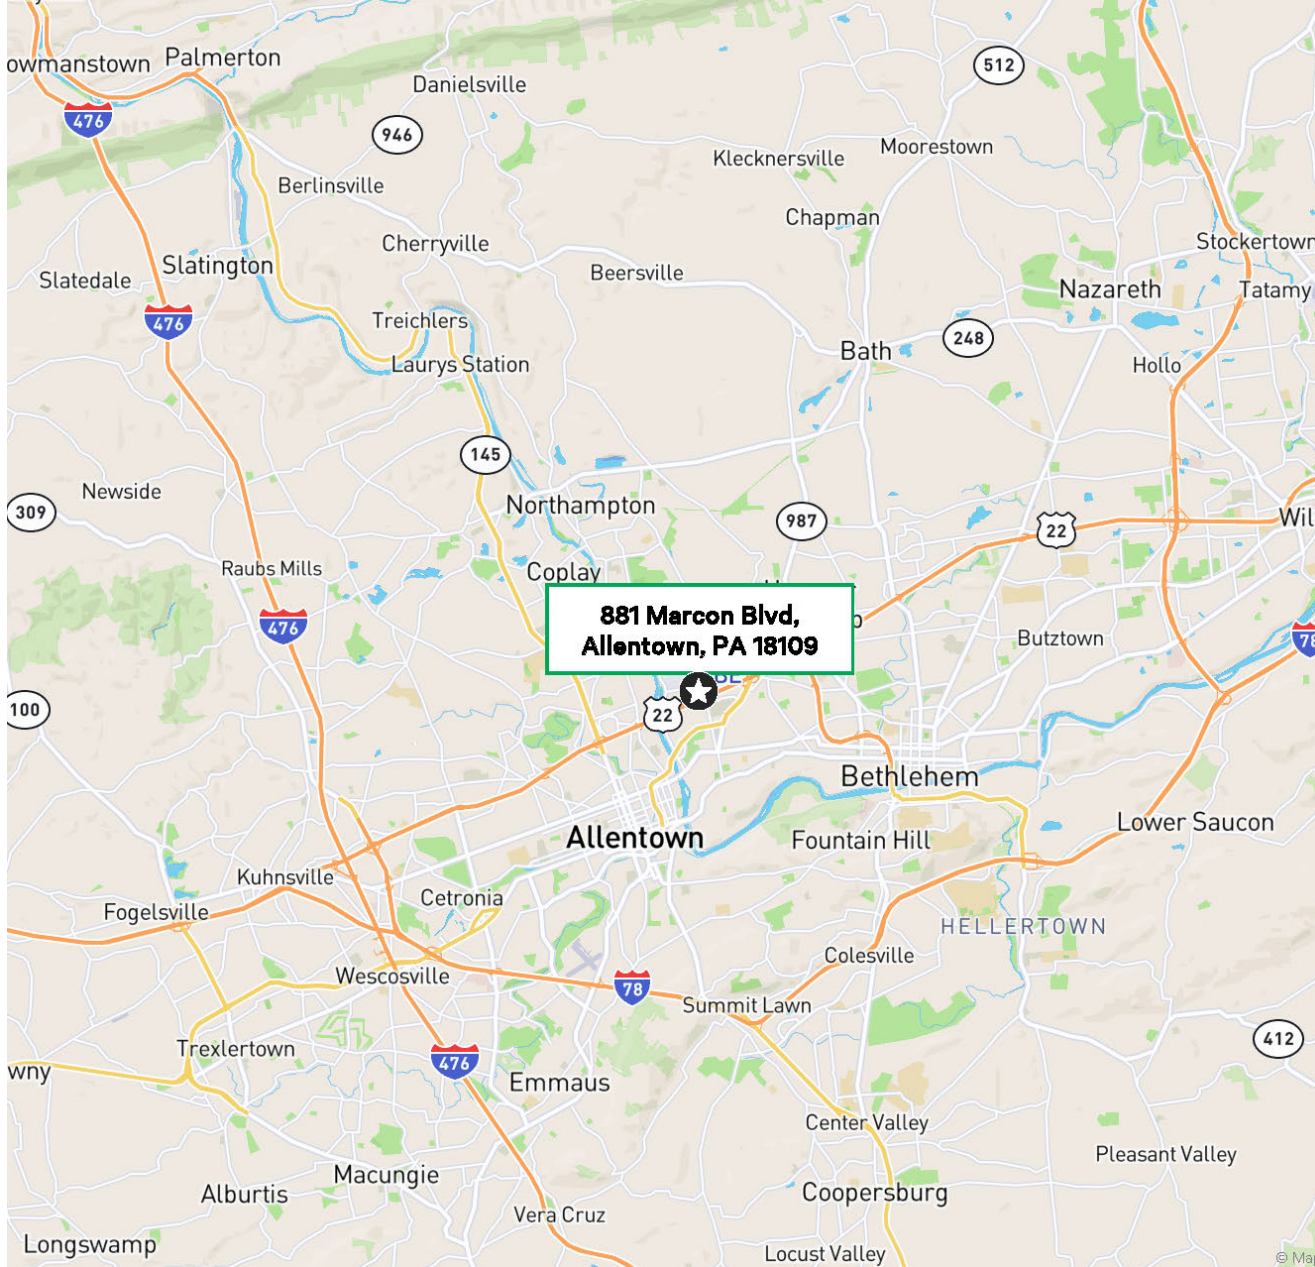 Palmerton
owmanstown
512
Danielsville
476
946
Moorestown
Klecknersville
Berlinsville
Chapman
Cherryville
Stockertown
Slatington
Beersville
Slatedale
Nazareth
Tatamy
476
Treichlers
248
Bath
Laurys Station
Hollo
145
Newside
Northampton
309
987
Wil
22
Raubs Mills
Coplay
881 Marcon Blvd,
Allentown, PA 18109
476
Butztown
78
100
22
Bethlehem
Lower Saucon
Allentown
Fountain Hill
Kuhnsville
Cetronia
Fogelsville
HELLERTOWN
Colesville
Wescosville
78
Summit Lawn
412
Trexlertown
476
wny
Emmaus
Center Valley
Pleasant Valley
Macungie
Alburtis
Coopersburg
Vera Cruz
Longswamp
Locust Valley
© Ma